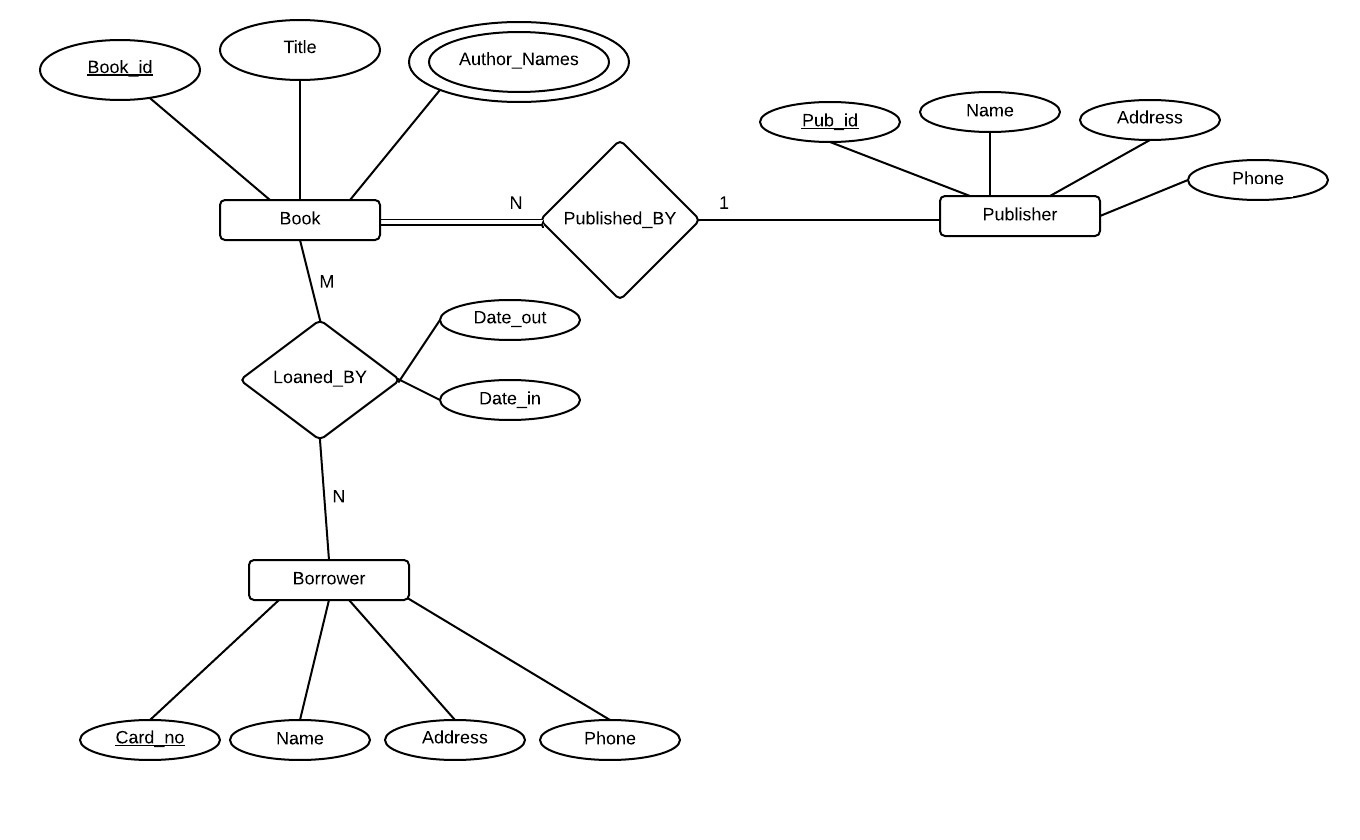 Book_id
Title
Author_Names
Pub_id
Name
Address
Phone
Book
N
Published_BY
1
Publisher
M
Date_out
Loaned_BY
Date_in
N
Borrower
Card_no
Name
Address
Phone